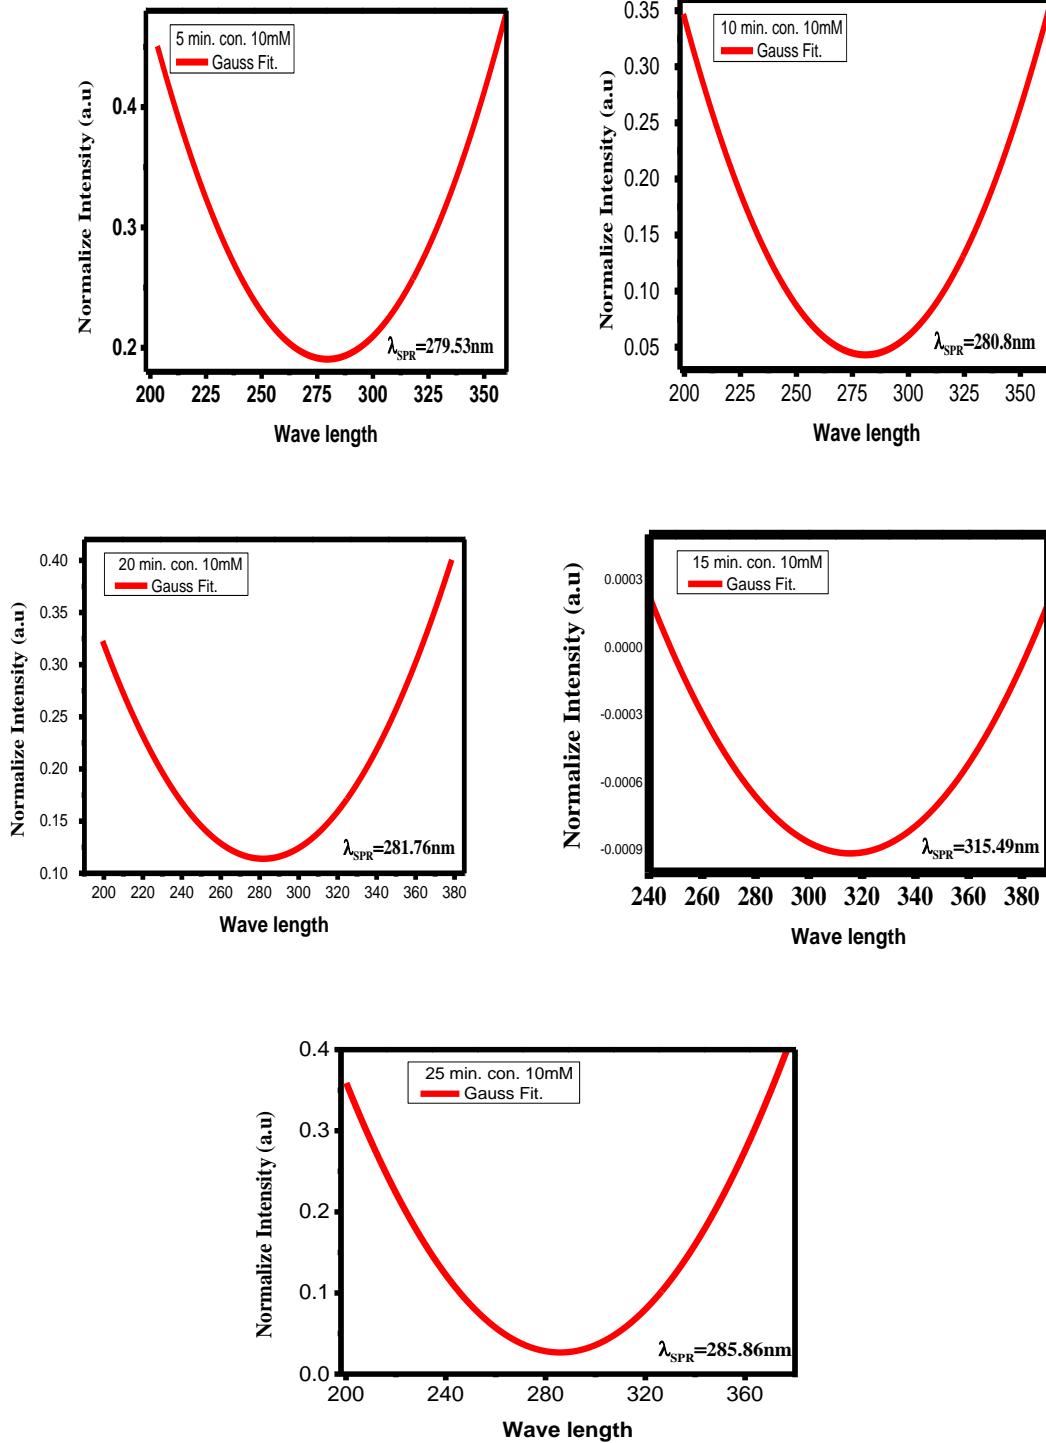 5 min. con. 10mM
Gauss Fit.
Normalize Intensity (a.u)
0.4
0.3
0.2
λSPR=279.53nm
200 225 250 275 300 325 350
Wave length
10 min. con. 10mM
Gauss Fit.
Normalize Intensity (a.u)
0.35
0.30
0.25
0.20
0.15
0.10
0.05
λSPR=280.8nm
200 225 250 275 300 325 350
Wave length
20 min. con. 10mM
Gauss Fit.
Normalize Intensity (a.u)
0.40
0.35
0.30
0.25
0.20
0.15
0.10
λSPR=281.76nm
200 220 240 260 280 300 320 340 360 380
Wave length
15 min. con. 10mM
Gauss Fit.
Normalize Intensity (a.u)
0.0003
0.0000
-0.0003
-0.0006
-0.0009
λSPR=315.49nm
240 260 280 300 320 340 360 380
Wave length
25 min. con. 10mM
Gauss Fit.
Normalize Intensity (a.u)
0.4
0.3
0.2
0.1
0.0
λSPR=285.86nm
200 240 280 320 360
Wave length